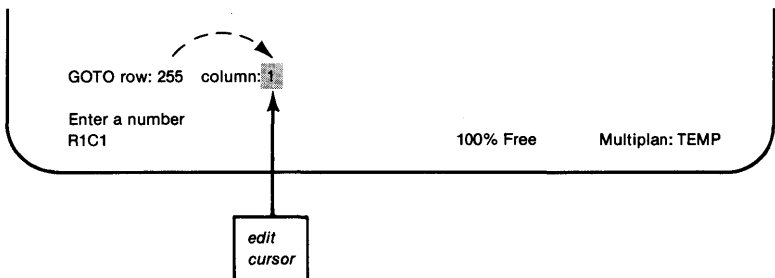 GOTO row: 255 column: 1
Enter a number
R1C1 100% Free Multiplan: TEMP
edit
cursor